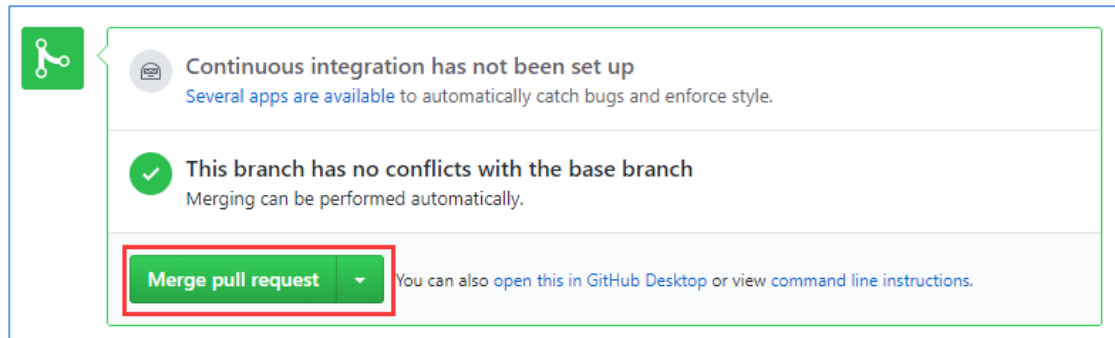 Continuous integration has not been set up
Several apps are available to automatically catch bugs and enforce style.
This branch has no conflicts with the base branch
Merging can be performed automatically.
Merge pull request You can also open this in GitHub Desktop or view command line instructions.